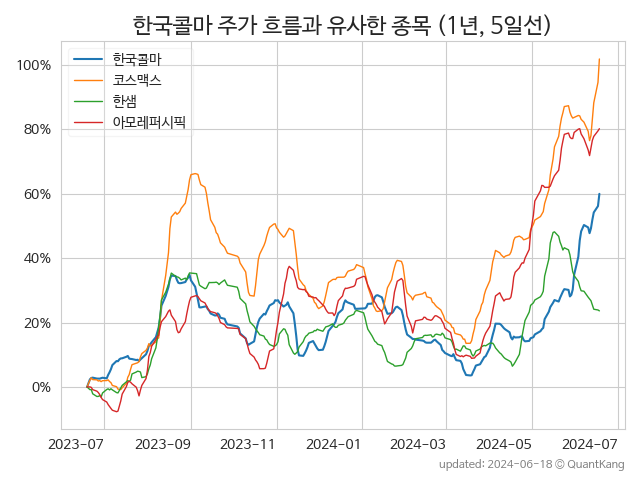 한국콜마 주가 흐름과 유사한 종목 (1년, 5일선)
한국콜마
코스맥스
한샘
아모레퍼시픽
100%
80%
60%
40%
20%
0%
2023-07 2023-09 2023-11 2024-01 2024-03 2024-05 2024-07
updated: 2024-06-18 © QuantKang